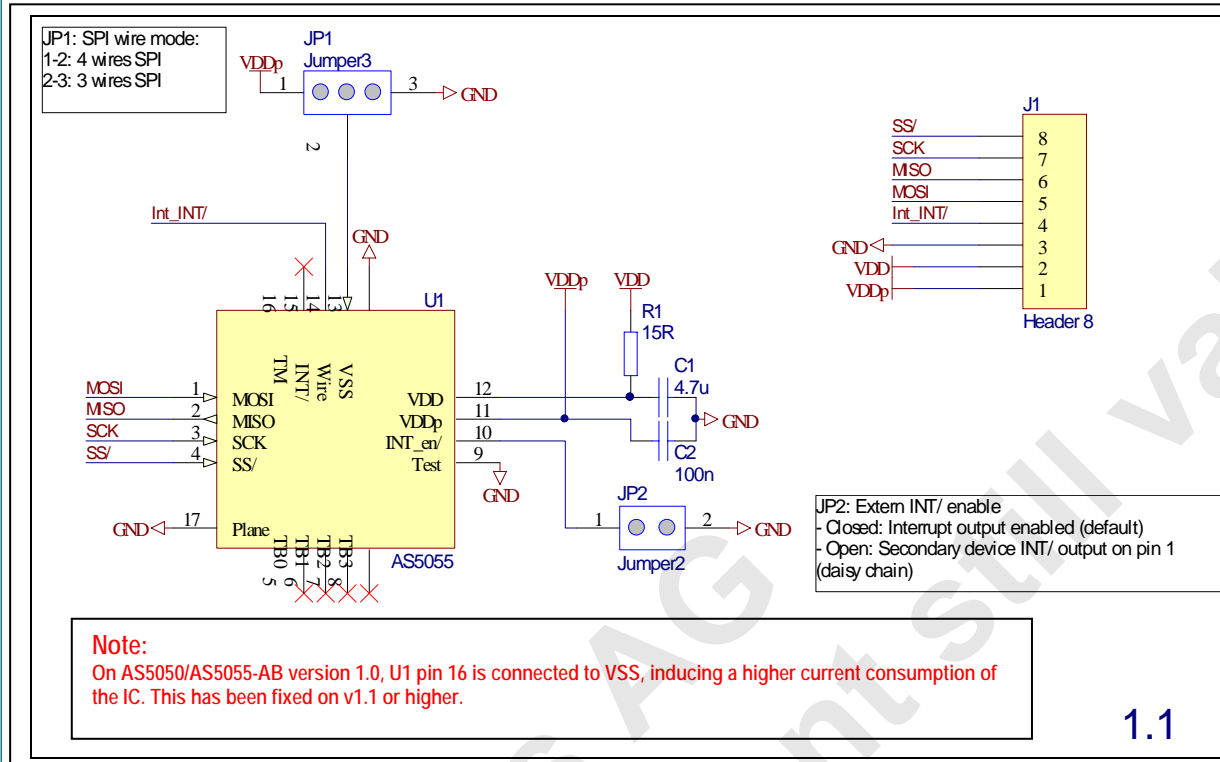 JP1: SPI wire mode:
1-2: 4 wires SPI
2-3: 3 wires SPI
JP1
Jumper3
VDDp
1
3
GND
2
Int_INT/
GND
16
15
14
13
U1
TM
INT/
Wire
VSS
MOSI
1
MOSI
MISO
2
MISO
SCK
3
SCK
SS/
4
SS/
GND
17
Plane
TB0
TB1
TB2
TB3
5
6
7
8
AS5055
VDD
12
VDDp
11
INT_en/
10
Test
9
GND
VDDp
VDD
R1
15R
C1
4.7u
GND
C2
100n
JP2
1
2
GND
Jumper2
J1
SS/
8
SCK
7
MISO
6
MOSI
5
Int_INT/
4
GND
3
VDD
2
VDDp
1
Header 8
JP2: Extern INT/ enable
- Closed: Interrupt output enabled (default)
- Open: Secondary device INT/ output on pin 1
(daisy chain)
Note:
On AS5050/AS5055-AB version 1.0, U1 pin 16 is connected to VSS, inducing a higher current consumption of
the IC. This has been fixed on v1.1 or higher.
1.1
AG
still